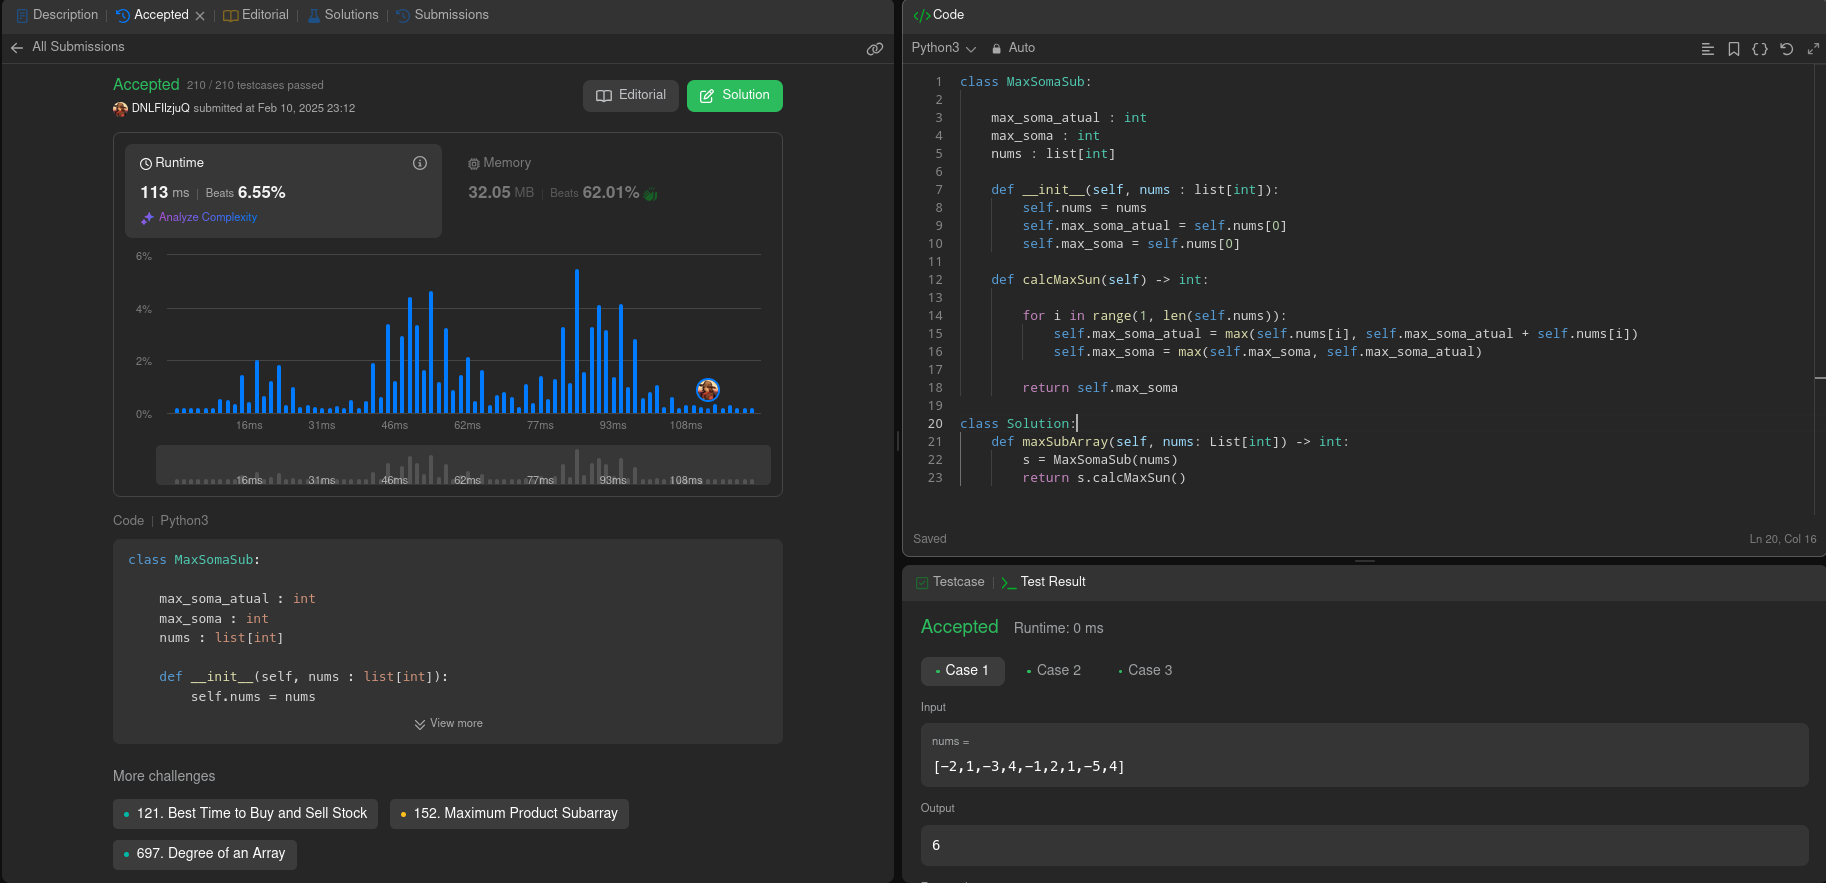 Description | Accepted × | Editorial | Solutions | Submissions
All Submissions
Accepted 210 / 210 testcases passed
DNLFIlzjuQ submitted at Feb 10, 2025 23:12
Editorial
Solution
Runtime
113 ms | Beats 6.55%
Analyze Complexity
Memory
32.05 MB | Beats 62.01%
6%
4%
2%
0%
16ms 31ms 46ms 62ms 77ms 93ms 108ms
16ms 31ms 46ms 62ms 77ms 93ms 108ms
Code | Python3
class MaxSomaSub:
max_soma_atual : int
max_soma : int
nums : list[int]
def __init__(self, nums : list[int]):
self.nums = nums
View more
More challenges
121. Best Time to Buy and Sell Stock
152. Maximum Product Subarray
697. Degree of an Array
</> Code
Python3 Auto
1 class MaxSomaSub:
2
3 max_soma_atual : int
4 max_soma : int
5 nums : list[int]
6
7 def __init__(self, nums : list[int]):
8 self.nums = nums
9 self.max_soma_atual = self.nums[0]
10 self.max_soma = self.nums[0]
11
12 def calcMaxSun(self) -> int:
13
14 for i in range(1, len(self.nums)):
15 self.max_soma_atual = max(self.nums[i], self.max_soma_atual + self.nums[i])
16 self.max_soma = max(self.max_soma, self.max_soma_atual)
17
18 return self.max_soma
19
20 class Solution:
21 def maxSubArray(self, nums: List[int]) -> int:
22 s = MaxSomaSub(nums)
23 return s.calcMaxSun()
Saved
Ln 20, Col 16
Testcase | >_ Test Result
Accepted Runtime: 0 ms
Case 1 Case 2 Case 3
Input
nums =
[-2,1,-3,4,-1,2,1,-5,4]
Output
6